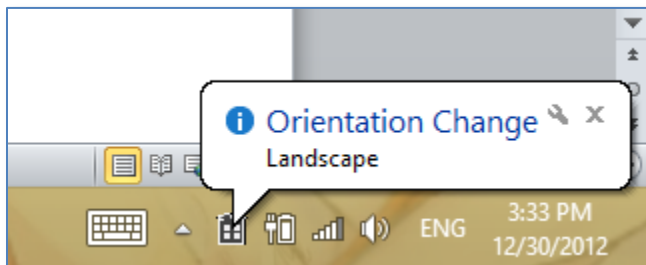 Orientation Change
Landscape
ENG
3:33 PM
12/30/2012